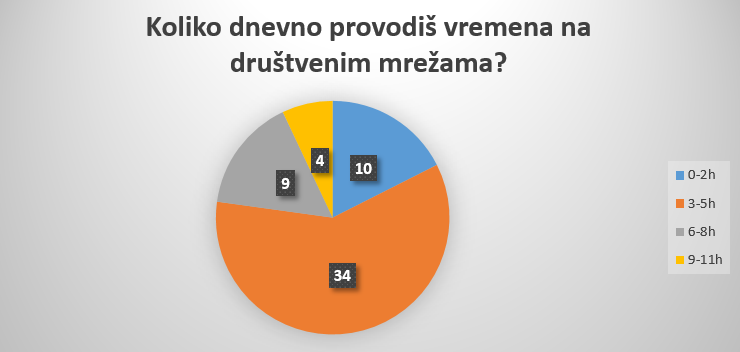 Koliko dnevno provodiš vremena na
društvenim mrežama?
4
10
9
34
0-2h
3-5h
6-8h
9-11h